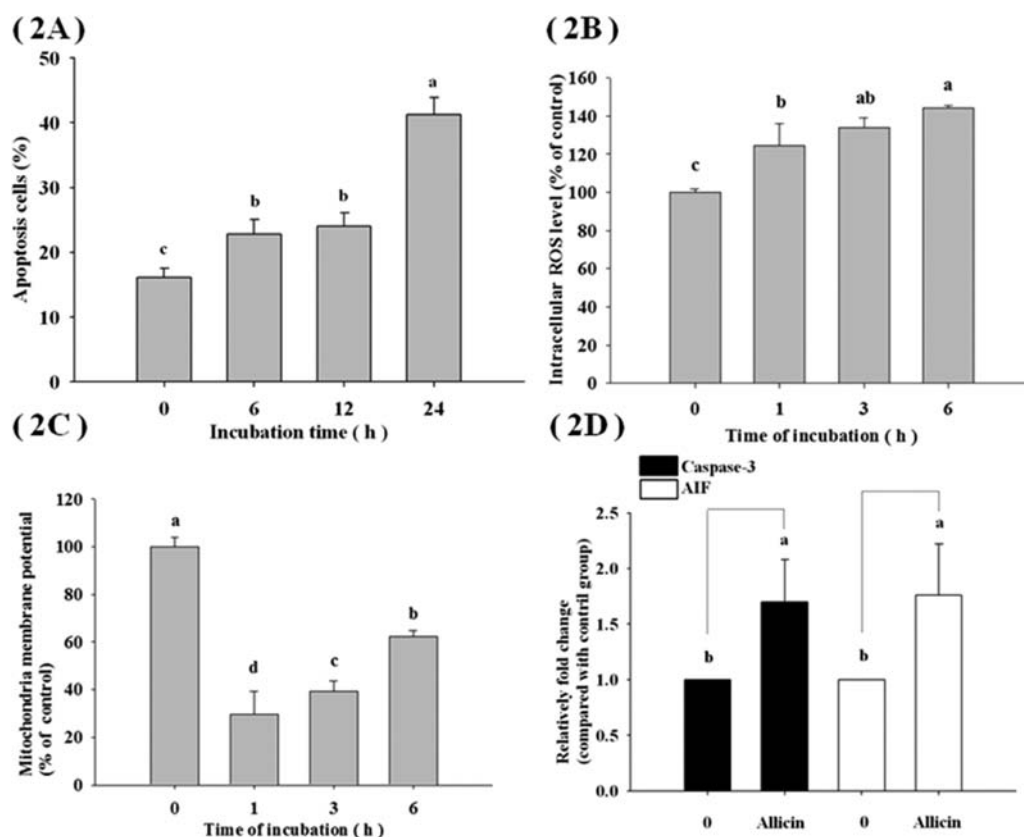 (2A)
50
40
30
20
10
0
Apoptosis cells (%)
c
b
b
a
0 6 12 24
Incubation time ( h )
(2B)
160
140
120
100
80
60
40
20
0
Intracellular ROS level (% of control)
c
b
ab
a
0 1 3 6
Time of incubation ( h )
(2C)
120
100
80
60
40
20
0
Mitochondria membrane potential
(% of control)
a
d
c
b
0 1 3 6
Time of incubation ( h )
(2D)
Caspase-3
AIF
2.5
2.0
1.5
1.0
0.5
0.0
Relatively fold change
(compared with contril group)
b
a
b
a
0 Allicin 0 Allicin